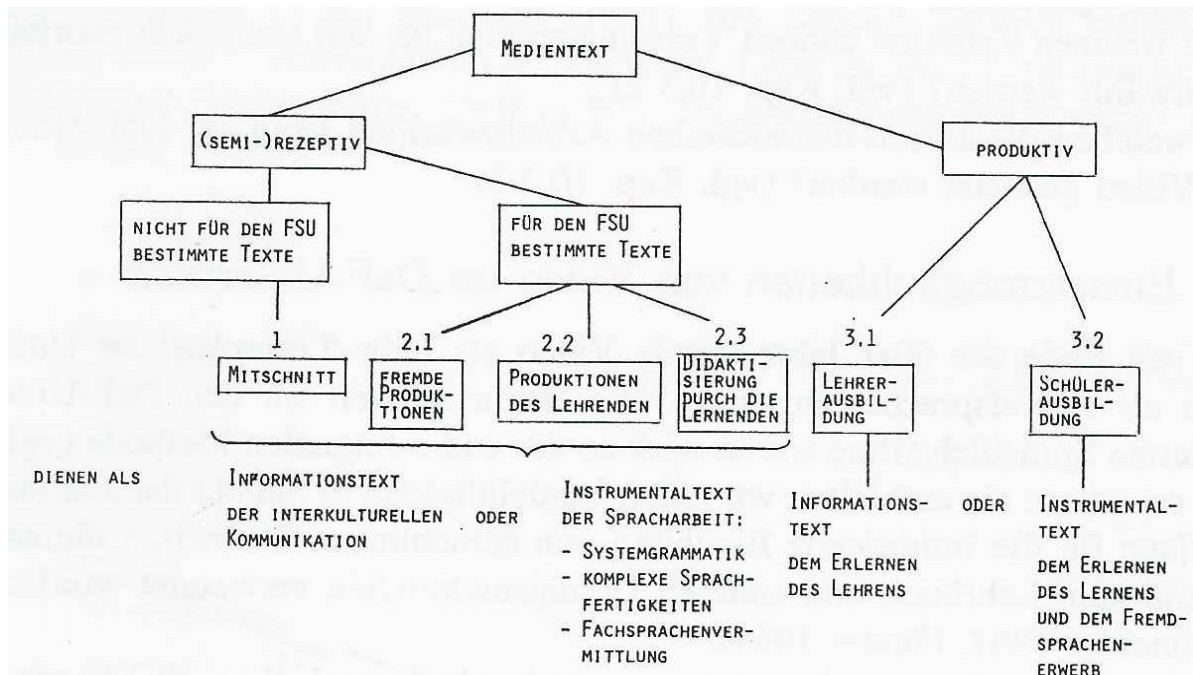 MEDIENTEXT
(SEMI-)REZEPTIV
PRODUKTIV
NICHT FÜR DEN FSU
BESTIMMTE TEXTE
FÜR DEN FSU
BESTIMMTE TEXTE
1
2.1
2.2
2.3
3.1
3.2
MITSCHNITT
FREMDE
PRODUK-
TIONEN
PRODUKTIONEN
DES LEHRENDEN
DIDAKTI-
SIERUNG
DURCH DIE
LERNENDEN
LEHRER-
AUSBIL-
DUNG
SCHÜLER-
AUSBIL-
DUNG
DIENEN ALS
INFORMATIONSTEXT
DER INTERKULTURELLEN ODER
KOMMUNIKATION
INSTRUMENTALTEXT
DER SPRACHARBEIT:
- SYSTEMGRAMMATIK
- KOMPLEXE SPRACH-
FERTIGKEITEN
- FACHSPRACHENVER-
MITTLUNG
INFORMATIONS- ODER
TEXT
DEM ERLERNEN
DES LEHRENS
INSTRUMENTAL-
TEXT
DEM ERLERNEN
DES LERNENS
UND DEM FREMD-
SPRACHEN-
ERWERB